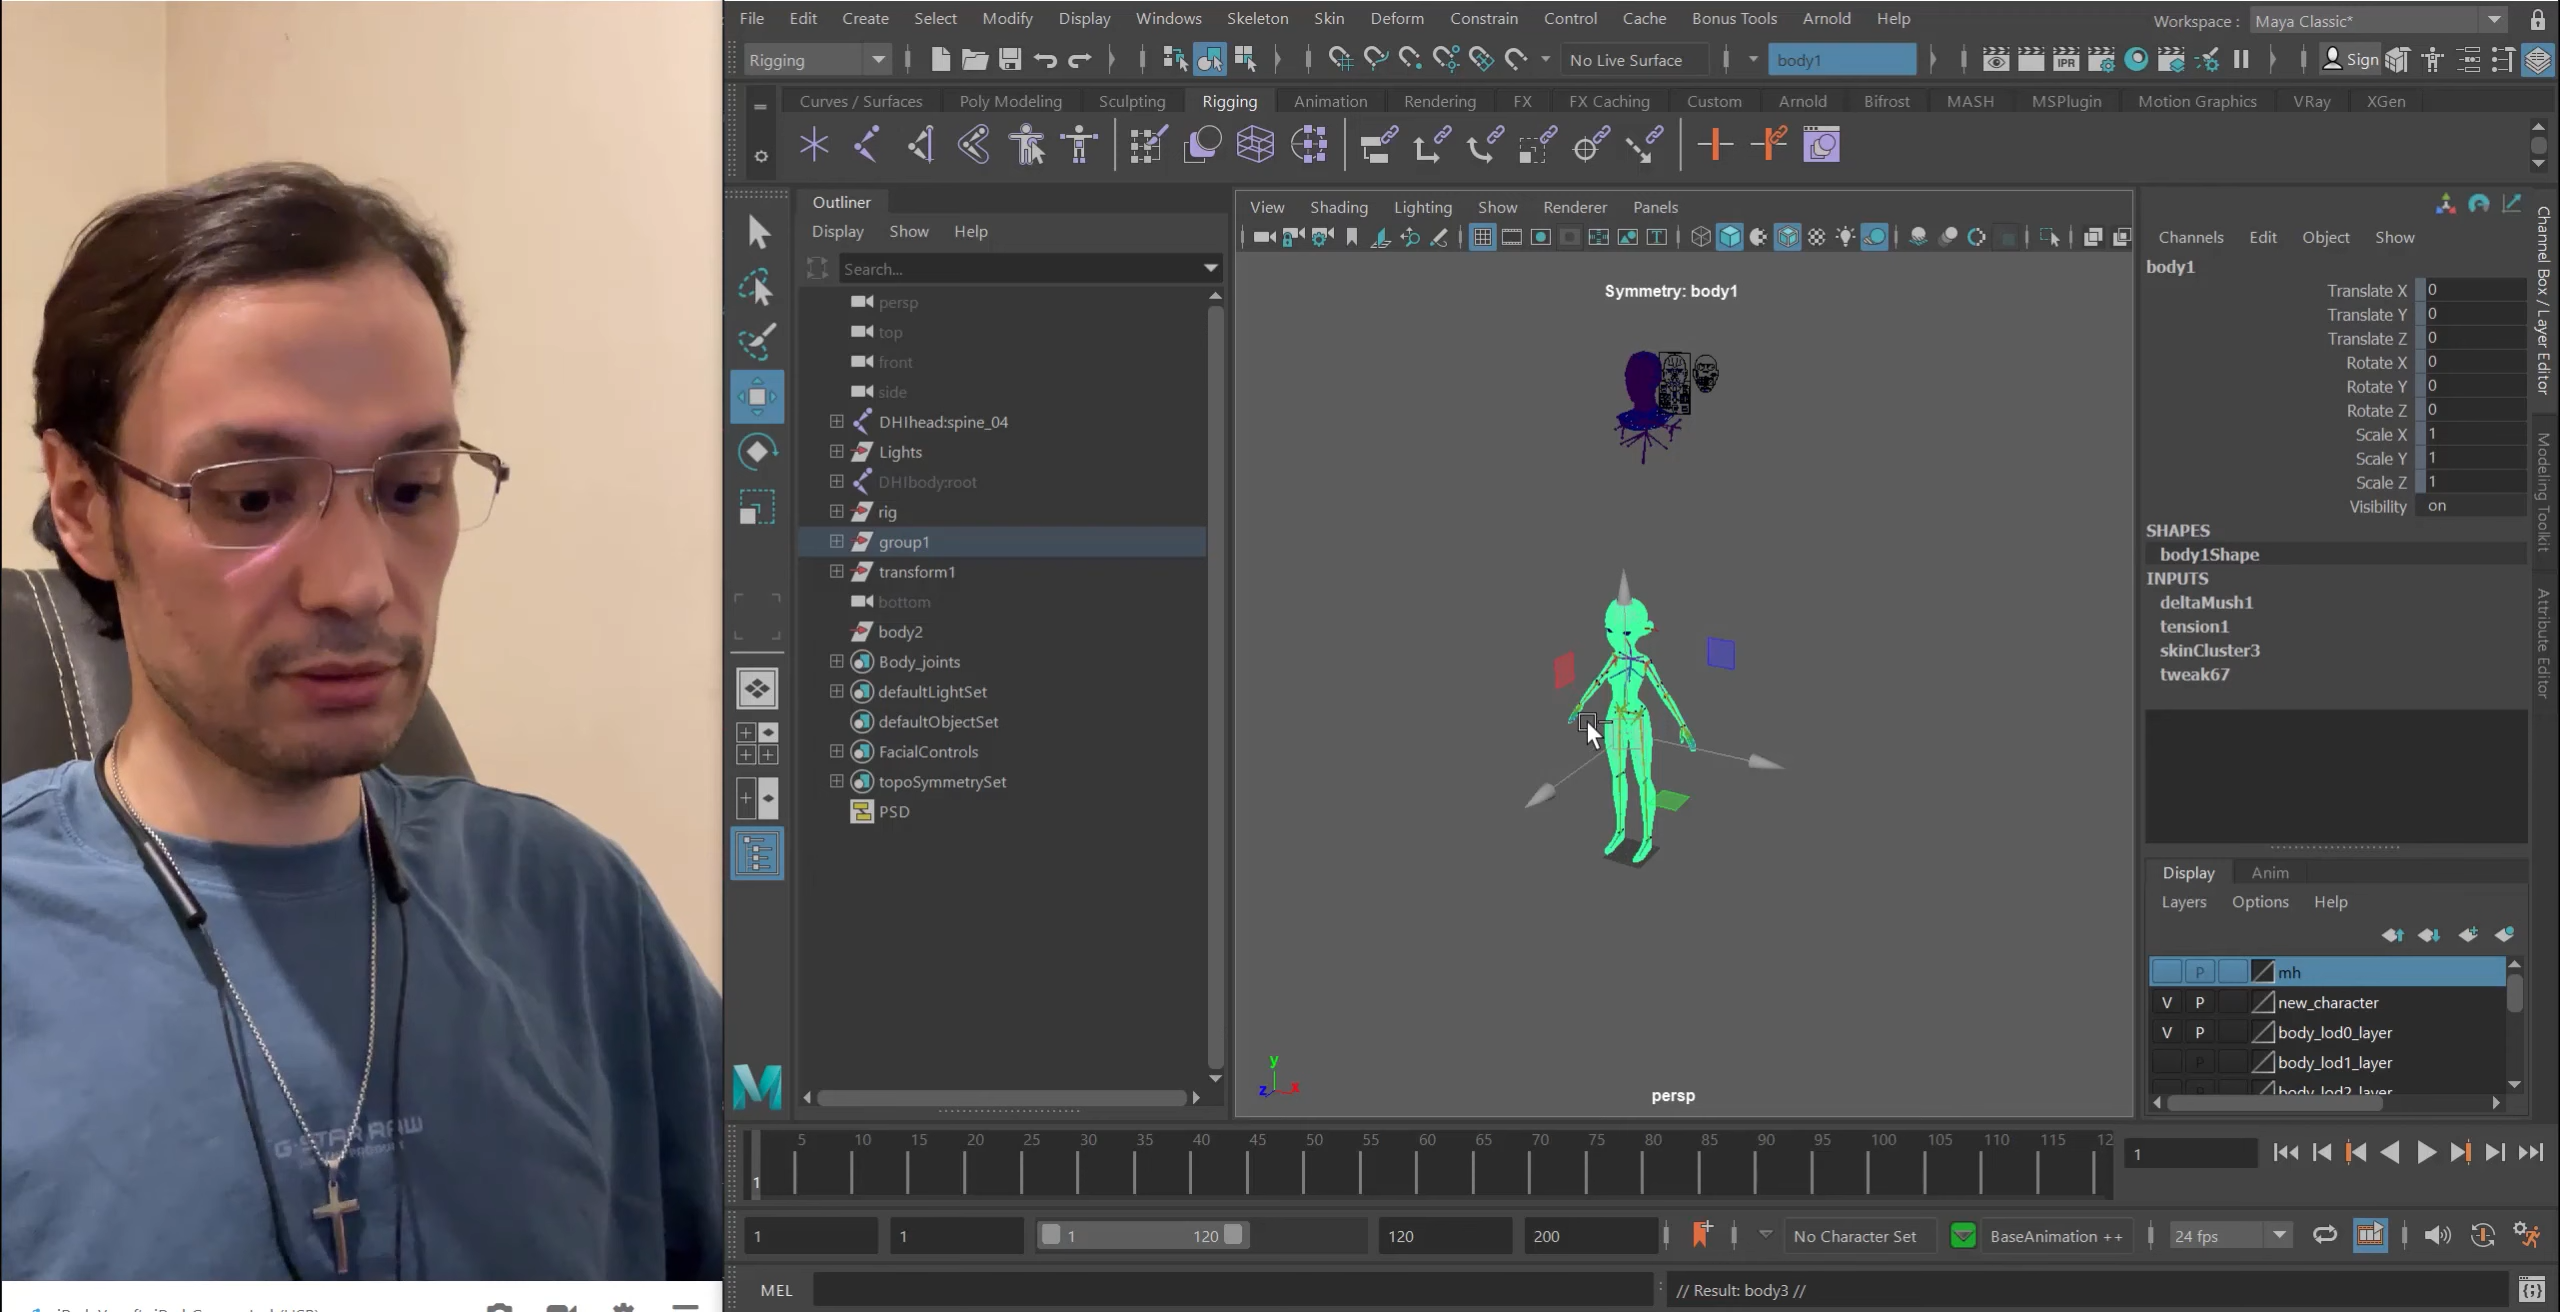 File Edit Create Select Modify Display Windows Skeleton Skin Deform Constrain Control Cache Bonus Tools Arnold Help
Workspace : Maya Classic*
Rigging No Live Surface body1 IPR Sign
Curves / Surfaces Poly Modeling Sculpting Rigging Animation Rendering FX FX Caching Custom Arnold Bifrost MASH MSPlugin Motion Graphics VRay XGen
Outliner
Display Show Help
Search...
persp
top
front
side
DHIhead:spine_04
Lights
DHIbody:root
rig
group1
transform1
bottom
body2
Body_joints
defaultLightSet
defaultObjectSet
FacialControls
topoSymmetrySet
PSD
View Shading Lighting Show Renderer Panels
Symmetry: body1
y
z x
persp
Channels Edit Object Show
body1
Translate X 0
Translate Y 0
Translate Z 0
Rotate X 0
Rotate Y 0
Rotate Z 0
Scale X 1
Scale Y 1
Scale Z 1
Visibility on
SHAPES
body1Shape
INPUTS
deltaMush1
tension1
skinCluster3
tweak67
Channel Box / Layer Editor
Modeling Toolkit
Attribute Editor
Display Anim
Layers Options Help
P mh
V P new_character
V P body_lod0_layer
P body_lod1_layer
body_lod2_layer
5 10 15 20 25 30 35 40 45 50 55 60 65 70 75 80 85 90 95 100 105 110 115 12
1
1
1 1 1 120 120 200 No Character Set BaseAnimation ++ 24 fps
MEL // Result: body3 //
G-STAR RAW